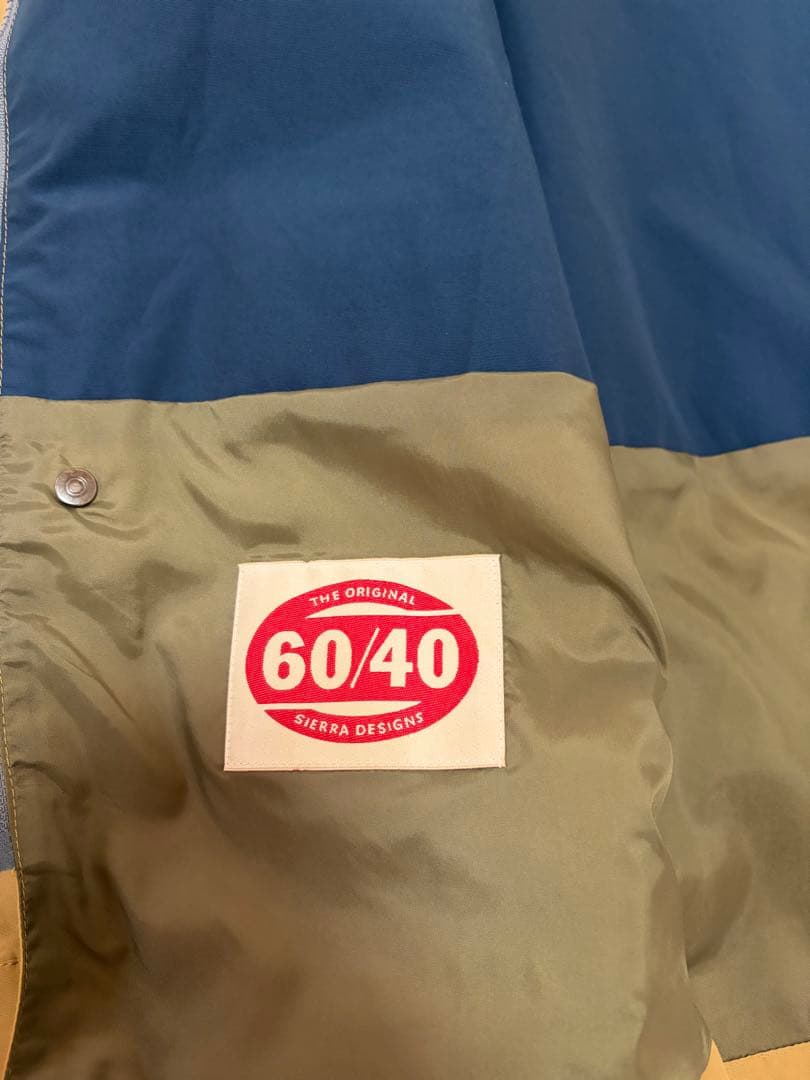 THE ORIGINAL
60/40
SIERRA DESIGNS